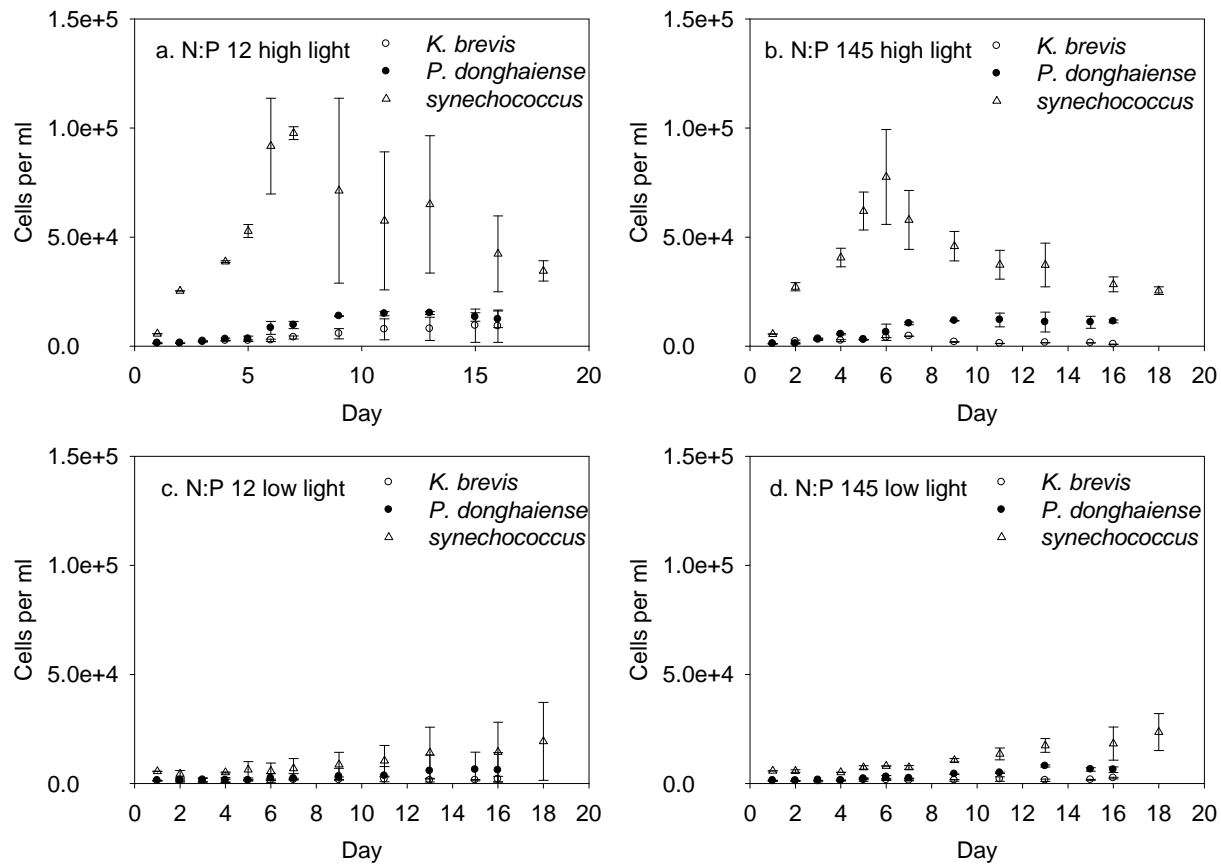 1.5e+5
1.0e+5
5.0e+4
0.0
Cells per ml
a. N:P 12 high light
K. brevis
P. donghaiense
synechococcus
0 5 10 15 20
Day
1.5e+5
1.0e+5
5.0e+4
0.0
Cells per ml
b. N:P 145 high light
K. brevis
P. donghaiense
synechococcus
0 2 4 6 8 10 12 14 16 18 20
Day
1.5e+5
1.0e+5
5.0e+4
0.0
Cells per ml
c. N:P 12 low light
K. brevis
P. donghaiense
synechococcus
0 2 4 6 8 10 12 14 16 18 20
Day
1.5e+5
1.0e+5
5.0e+4
0.0
Cells per ml
d. N:P 145 low light
K. brevis
P. donghaiense
synechococcus
0 2 4 6 8 10 12 14 16 18 20
Day